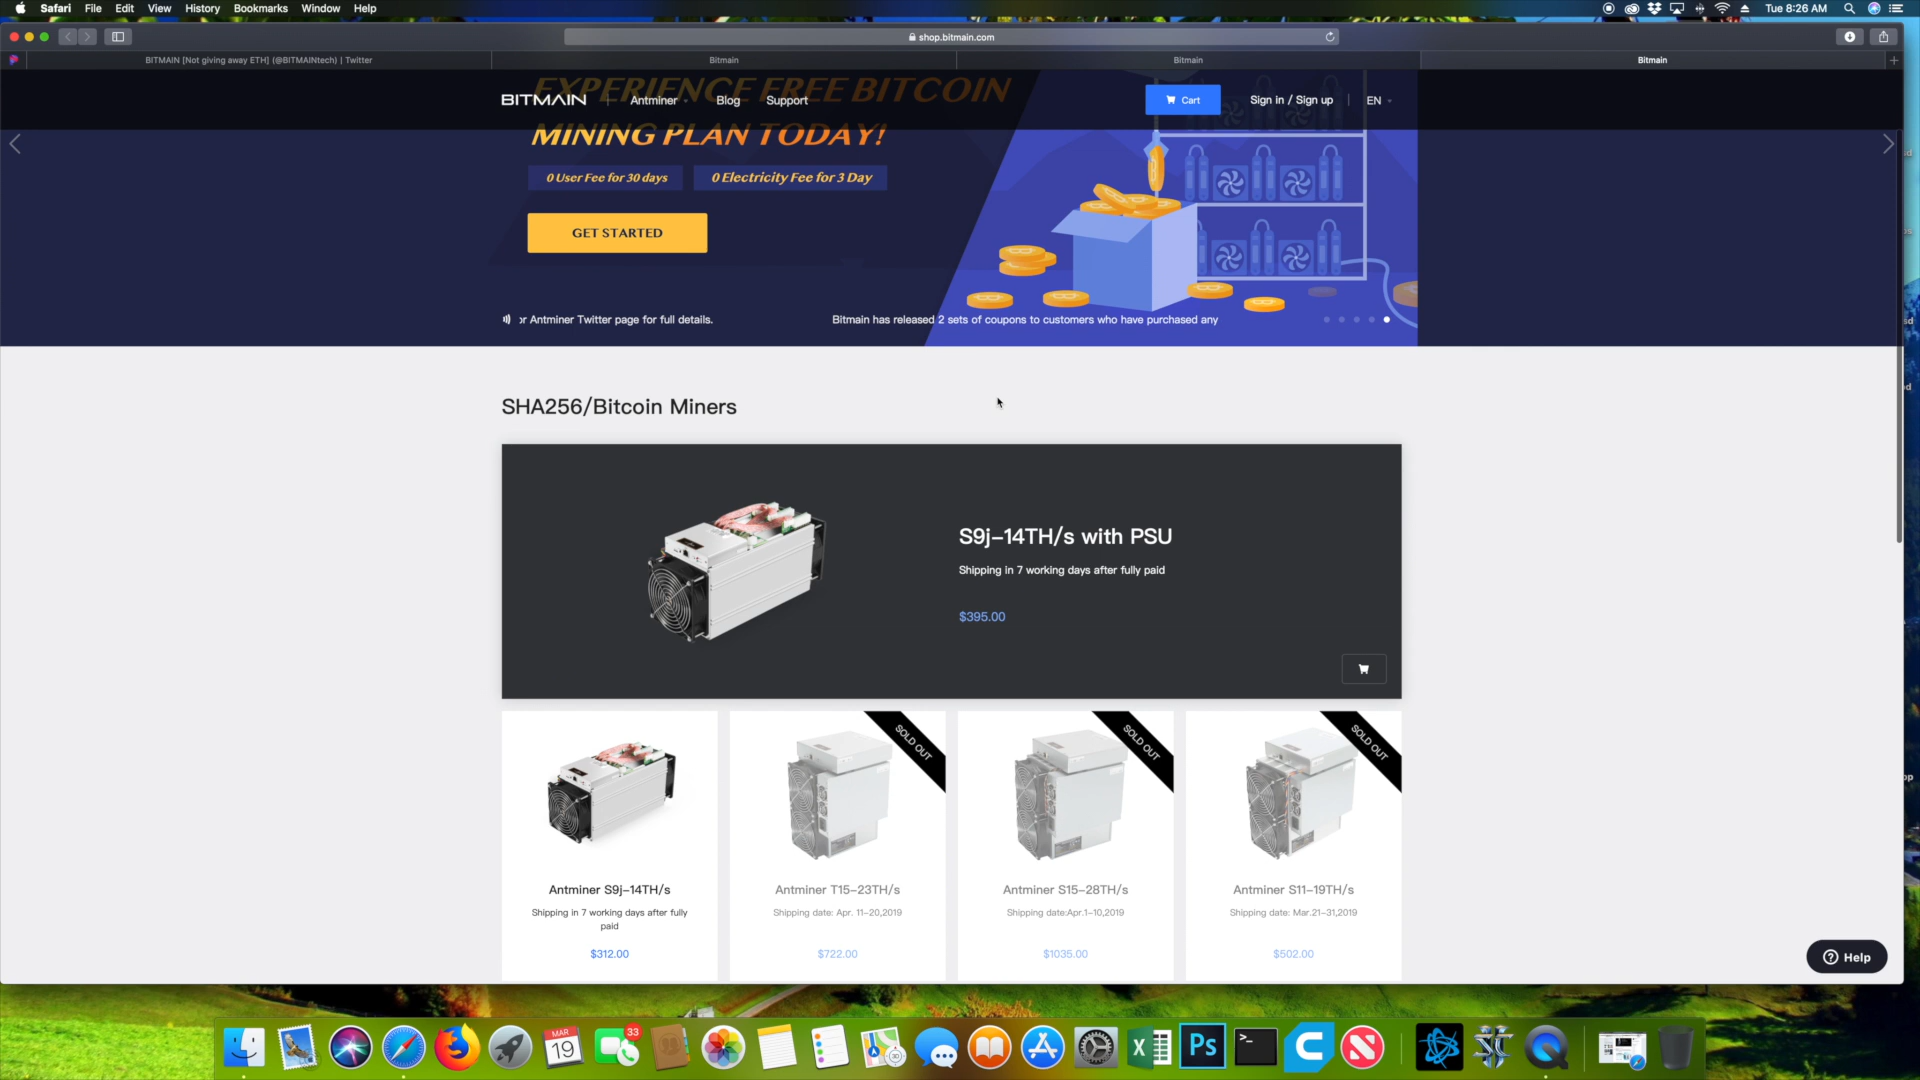 Safari File Edit View History Bookmarks Window Help
Tue 8:26 AM
shop.bitmain.com
BITMAIN [Not giving away ETH] (@BITMAINtech) | Twitter
Bitmain
Bitmain
Bitmain
BITMAIN
Antminer
Blog
Support
Cart
Sign in / Sign up
EN
EXPERIENCE FREE BITCOIN
MINING PLAN TODAY!
0 User Fee for 30 days
0 Electricity Fee for 3 Day
GET STARTED
or Antminer Twitter page for full details.
Bitmain has released 2 sets of coupons to customers who have purchased any
SHA256/Bitcoin Miners
S9j-14TH/s with PSU
Shipping in 7 working days after fully paid
$395.00
SOLD OUT
SOLD OUT
SOLD OUT
Antminer S9j-14TH/s
Shipping in 7 working days after fully
paid
$312.00
Antminer T15-23TH/s
Shipping date: Apr. 11-20,2019
$722.00
Antminer S15-28TH/s
Shipping date:Apr.1-10,2019
$1035.00
Antminer S11-19TH/s
Shipping date: Mar.21-31,2019
$502.00
Help
MAR
19
33
Ps